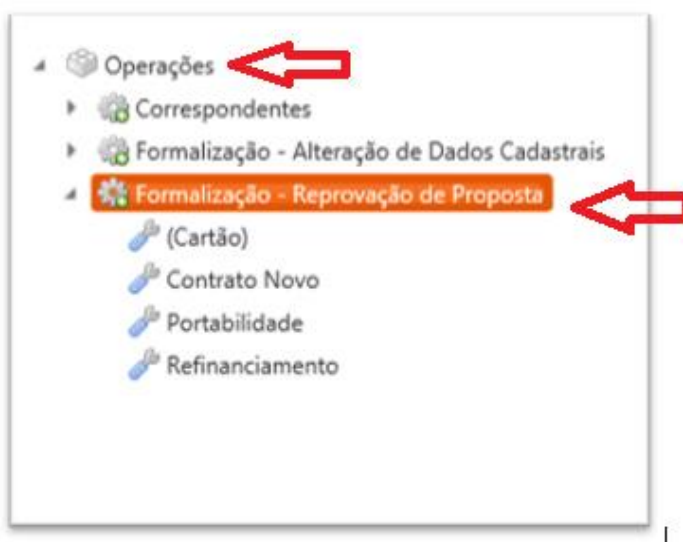 Operações
Correspondentes
Formalização - Alteração de Dados Cadastrais
Formalização - Reprovação de Proposta
(Cartão)
Contrato Novo
Portabilidade
Refinanciamento